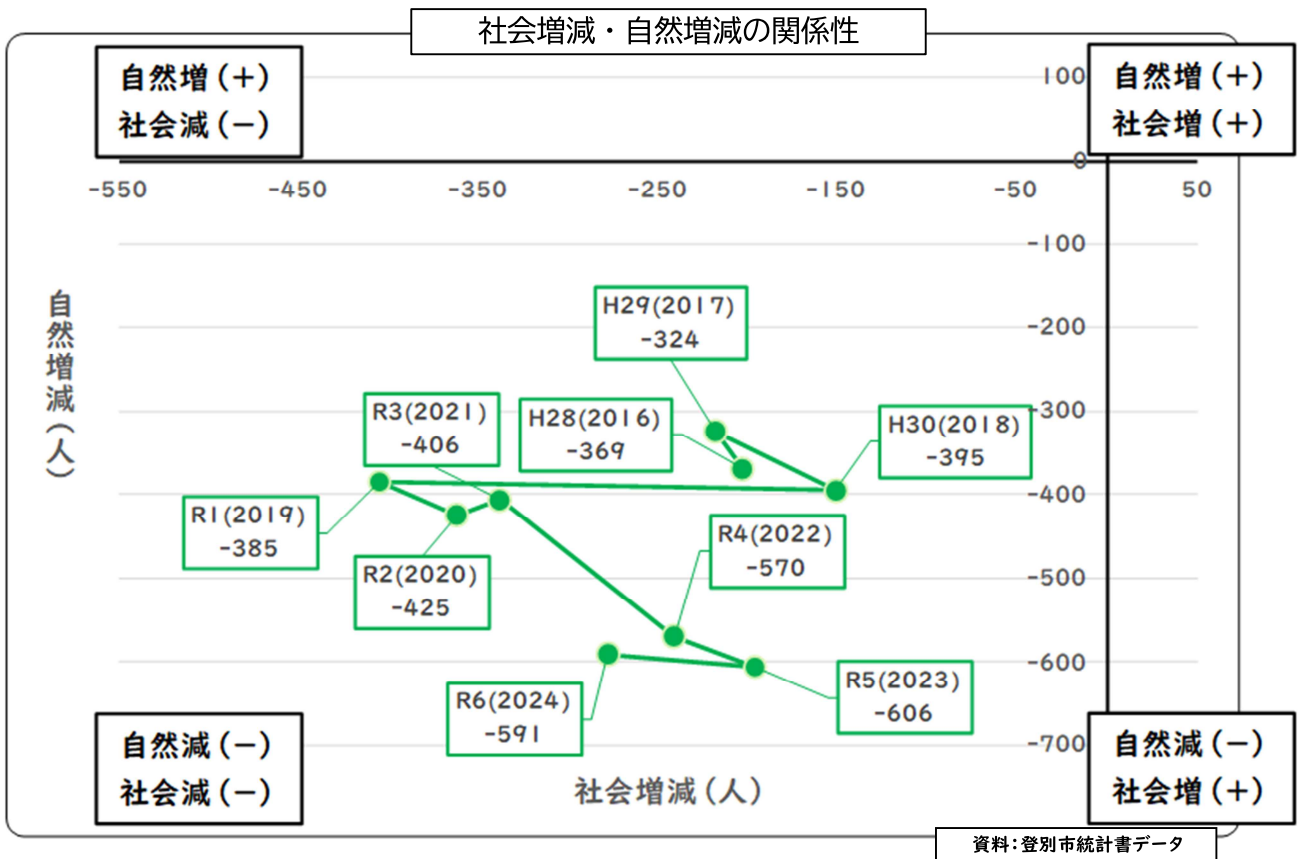 社会増減・自然増減の関係性
自然増(+)
社会減(-)
自然増(+)
社会増(+)
100
0
-550 -450 -350 -250 -150 -50 50
-100
-200
-300
-400
-500
-600
-700
自然増減(人)
H29(2017)
-324
R3(2021)
-406
H28(2016)
-369
H30(2018)
-395
R1(2019)
-385
R4(2022)
-570
R2(2020)
-425
R5(2023)
-606
R6(2024)
-591
自然減(-)
社会減(-)
自然減(-)
社会増(+)
社会増減(人)
資料:登別市統計書データ